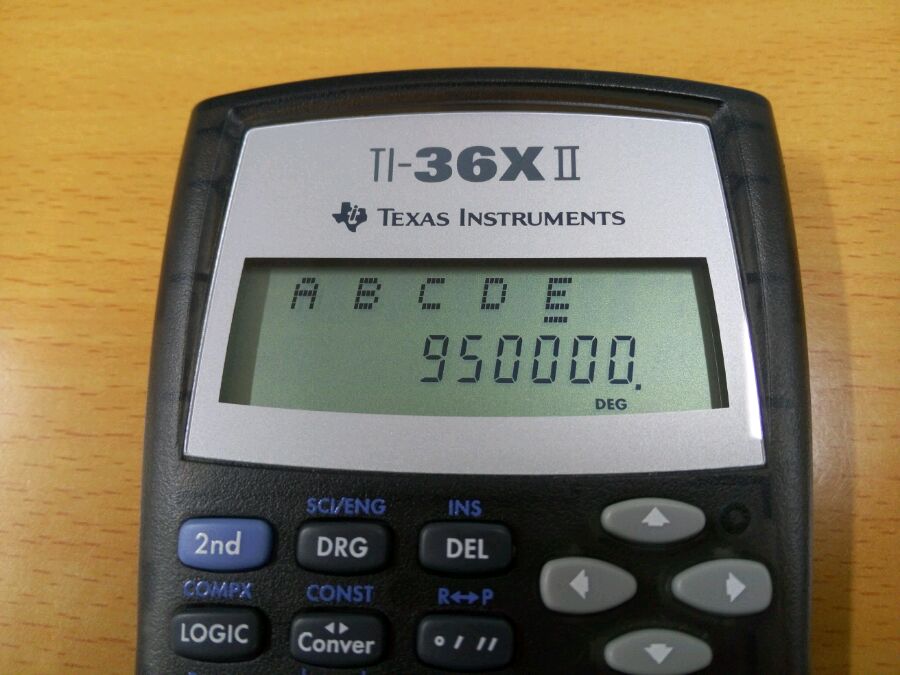 TI-36X II
TEXAS INSTRUMENTS
A B C D E
950000.
DEG
SCI/ENG INS
2nd DRG DEL
COMPX CONST R↔P
LOGIC Conver ° ′ ″